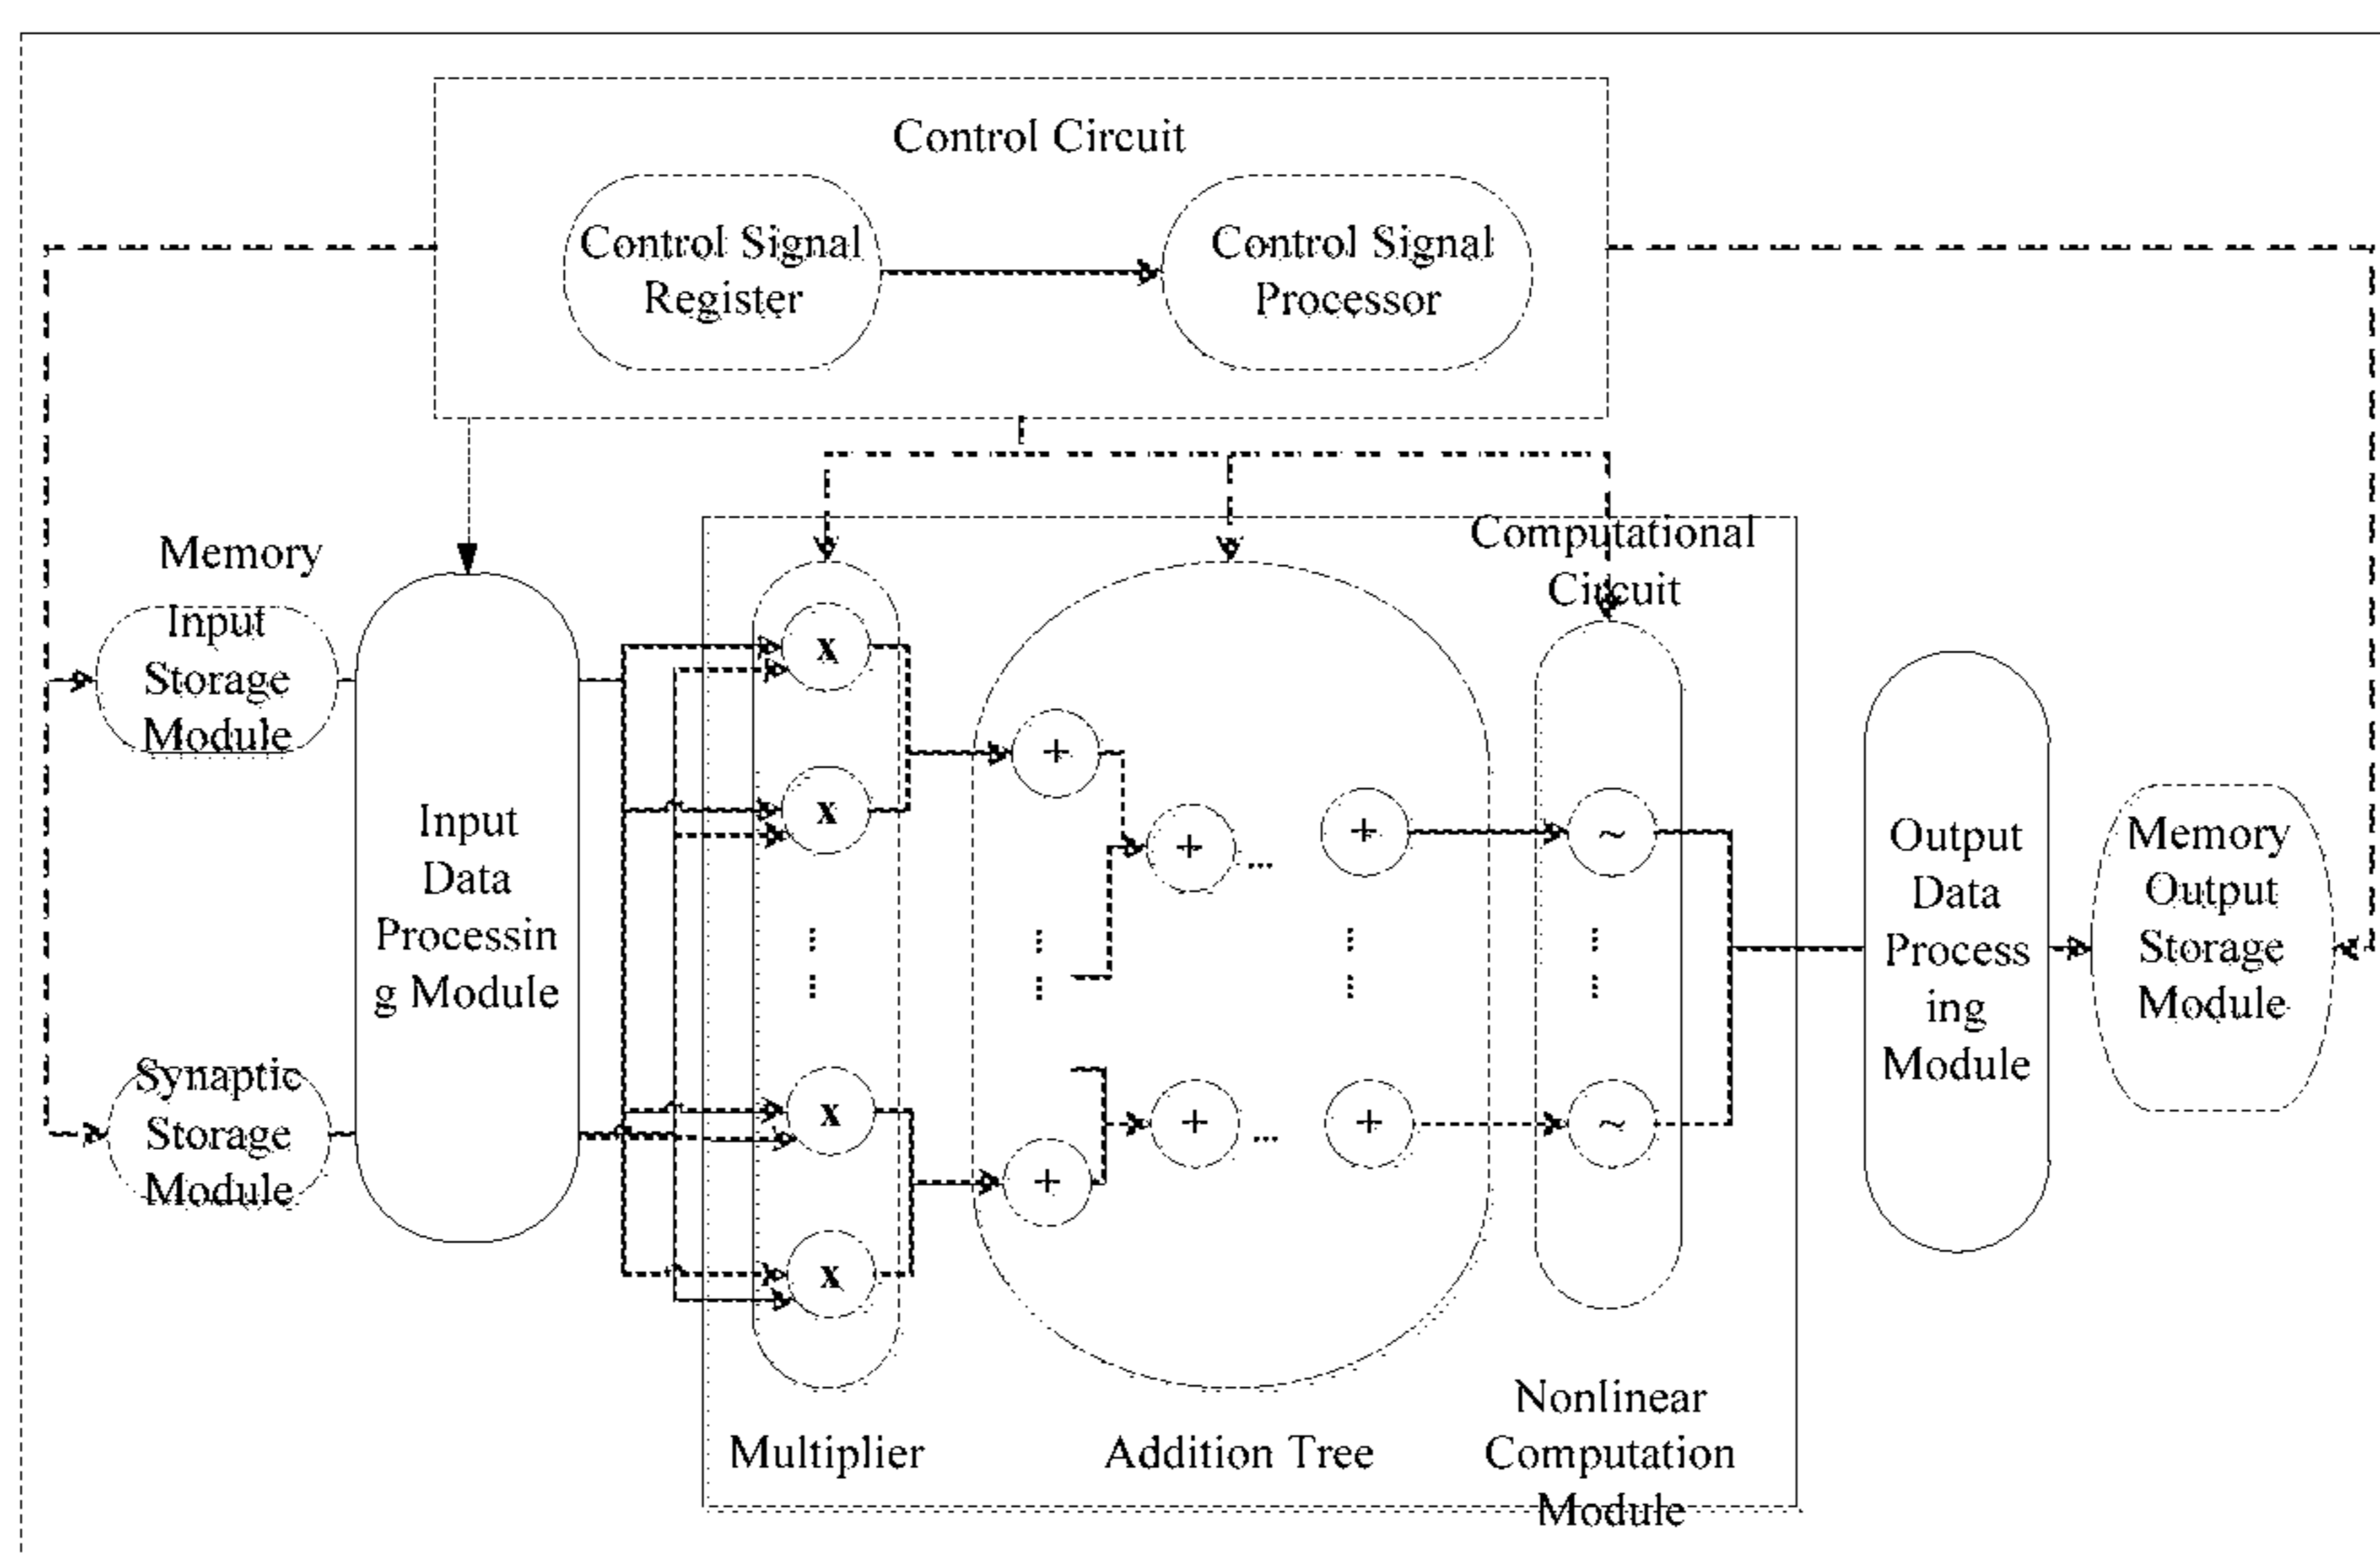 Control Circuit
Control Signal
Register
Control Signal
Processor
Memory
Input
Storage
Module
Synaptic
Storage
Module
Input
Data
Processin
g Module
Computational
Circuit
x
x
x
x
+
+
...
+
+
+
...
+
~
~
Multiplier
Addition Tree
Nonlinear
Computation
Module
Output
Data
Process
ing
Module
Memory
Output
Storage
Module